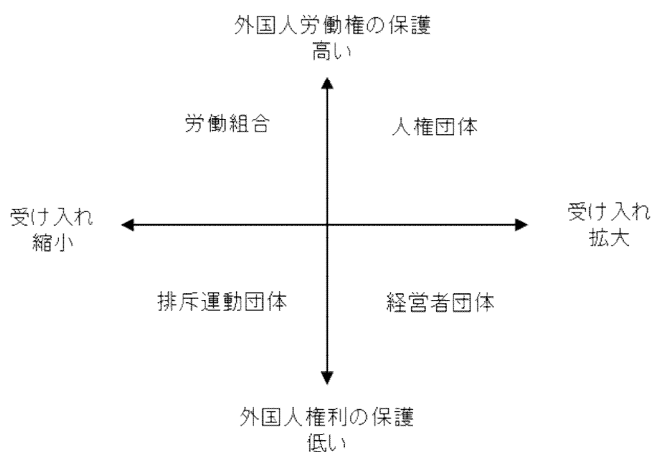 外国人労働権の保護
高い
労働組合
人権団体
受け入れ
縮小
受け入れ
拡大
排斥運動団体
経営者団体
外国人権利の保護
低い